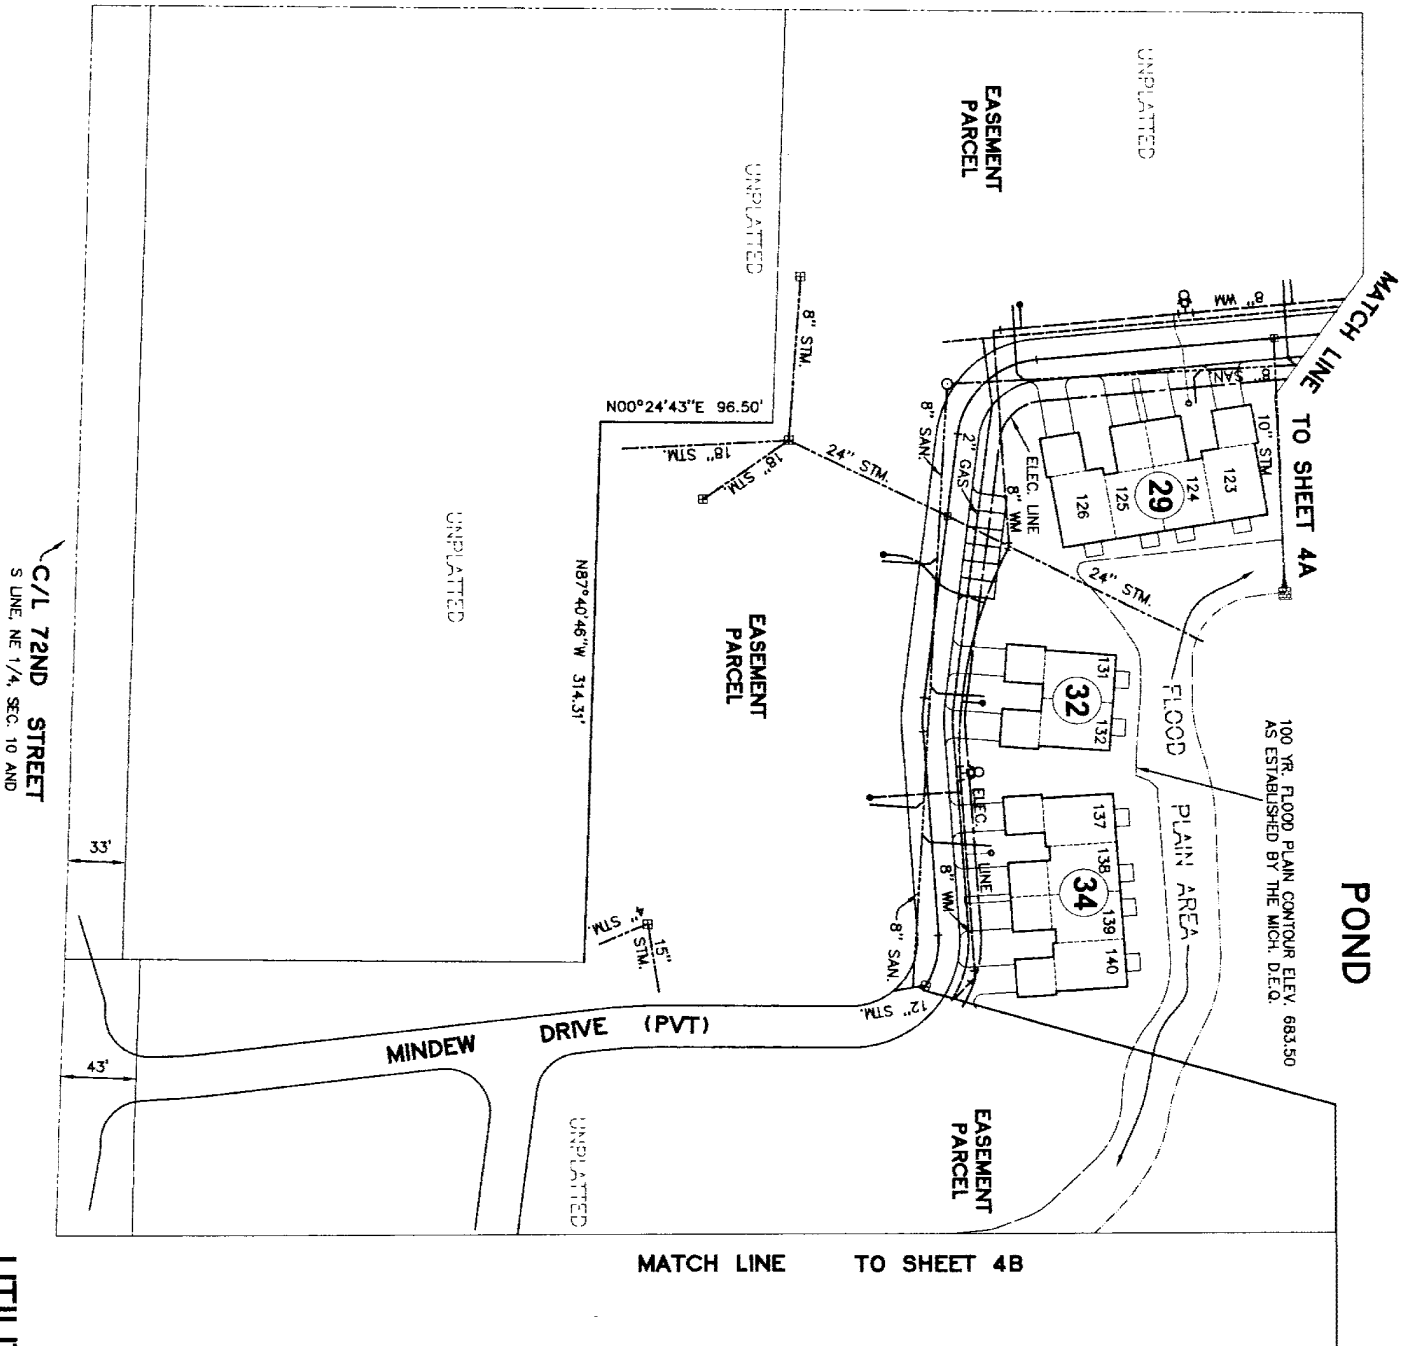 UNPLATTED
EASEMENT
PARCEL
UNPLATTED
MATCH LINE TO SHEET 4A
8" WM
8" SAN
10" STM
8" STM.
N00°24'43"E 96.50'
18" STM.
18" STM.
24" STM.
8" SAN.
2" GAS
ELEC. LINE
8" WM
29
123
124
125
126
24" STM.
N87°40'46"W 314.31'
UNPLATTED
EASEMENT
PARCEL
C/L 72ND STREET
S LINE, NE 1/4, SEC. 10 AND
131
132
32
FLOOD
PLAIN AREA
100 YR. FLOOD PLAIN CONTOUR ELEV. 683.50
AS ESTABLISHED BY THE MICH. D.E.Q.
POND
ELEC.
LINE
8" WM
137
138
139
140
34
33'
4" STM.
15"
STM.
8" SAN.
12" STM.
MINDEW DRIVE (PVT)
43'
UNPLATTED
EASEMENT
PARCEL
MATCH LINE TO SHEET 4B